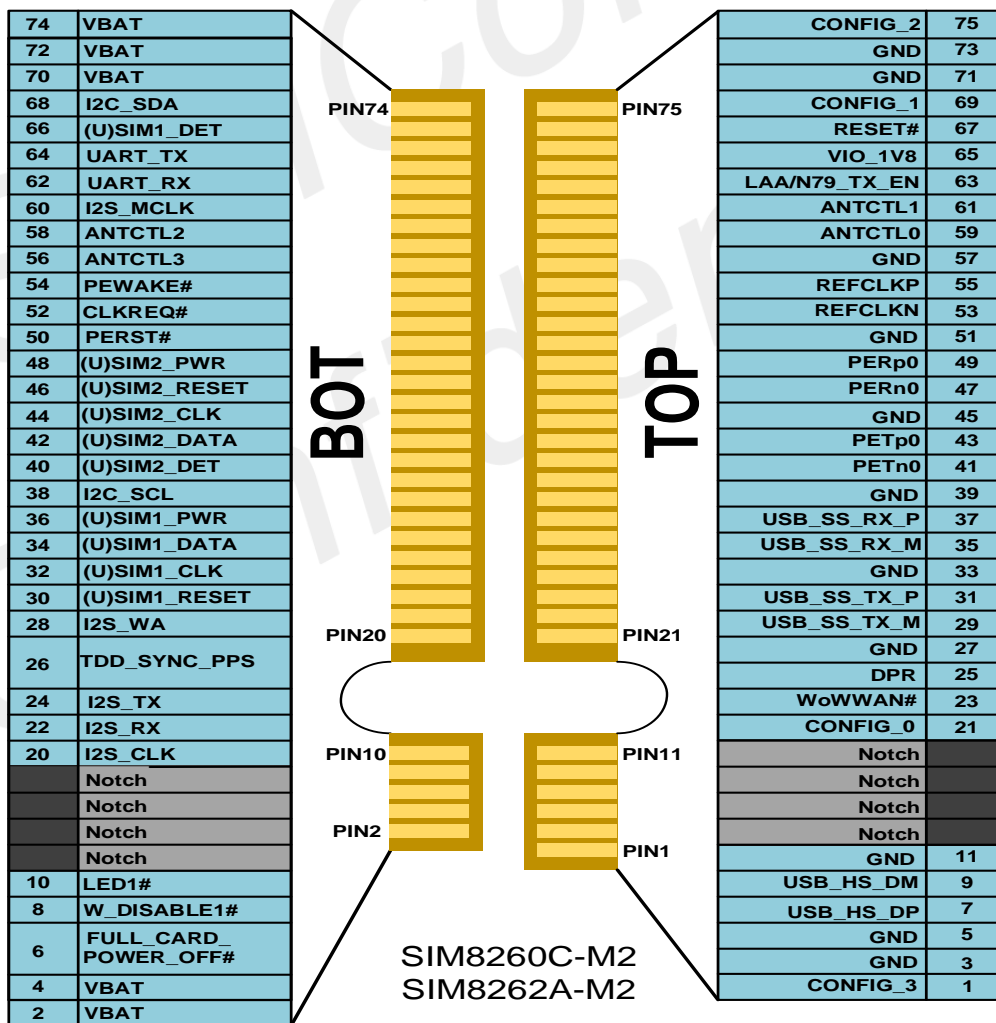 74 VBAT
72 VBAT
70 VBAT
68 I2C_SDA
66 (U)SIM1_DET
64 UART_TX
62 UART_RX
60 I2S_MCLK
58 ANTCTL2
56 ANTCTL3
54 PEWAKE#
52 CLKREQ#
50 PERST#
48 (U)SIM2_PWR
46 (U)SIM2_RESET
44 (U)SIM2_CLK
42 (U)SIM2_DATA
40 (U)SIM2_DET
38 I2C_SCL
36 (U)SIM1_PWR
34 (U)SIM1_DATA
32 (U)SIM1_CLK
30 (U)SIM1_RESET
28 I2S_WA
26 TDD_SYNC_PPS
24 I2S_TX
22 I2S_RX
20 I2S_CLK
Notch
Notch
Notch
Notch
10 LED1#
8 W_DISABLE1#
6 FULL_CARD_
POWER_OFF#
4 VBAT
2 VBAT
PIN74
BOT
PIN20
PIN10
PIN2
PIN75
TOP
PIN21
PIN11
PIN1
SIM8260C-M2
SIM8262A-M2
CONFIG_2 75
GND 73
GND 71
CONFIG_1 69
RESET# 67
VIO_1V8 65
LAA/N79_TX_EN 63
ANTCTL1 61
ANTCTL0 59
GND 57
REFCLKP 55
REFCLKN 53
GND 51
PERp0 49
PERn0 47
GND 45
PETp0 43
PETn0 41
GND 39
USB_SS_RX_P 37
USB_SS_RX_M 35
GND 33
USB_SS_TX_P 31
USB_SS_TX_M 29
GND 27
DPR 25
WoWWAN# 23
CONFIG_0 21
Notch
Notch
Notch
Notch
GND 11
USB_HS_DM 9
USB_HS_DP 7
GND 5
GND 3
CONFIG_3 1